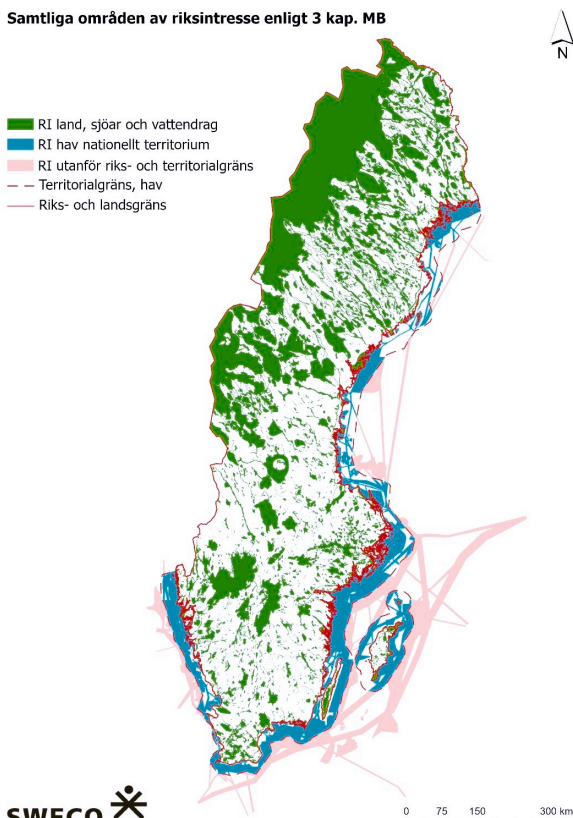 Samtliga områden av riksintresse enligt 3 kap. MB
N
RI land, sjöar och vattendrag
RI hav nationellt territorium
RI utanför riks- och territorialgräns
Territorialgräns, hav
Riks- och landsgräns
SWECO
0 75 150 300 km